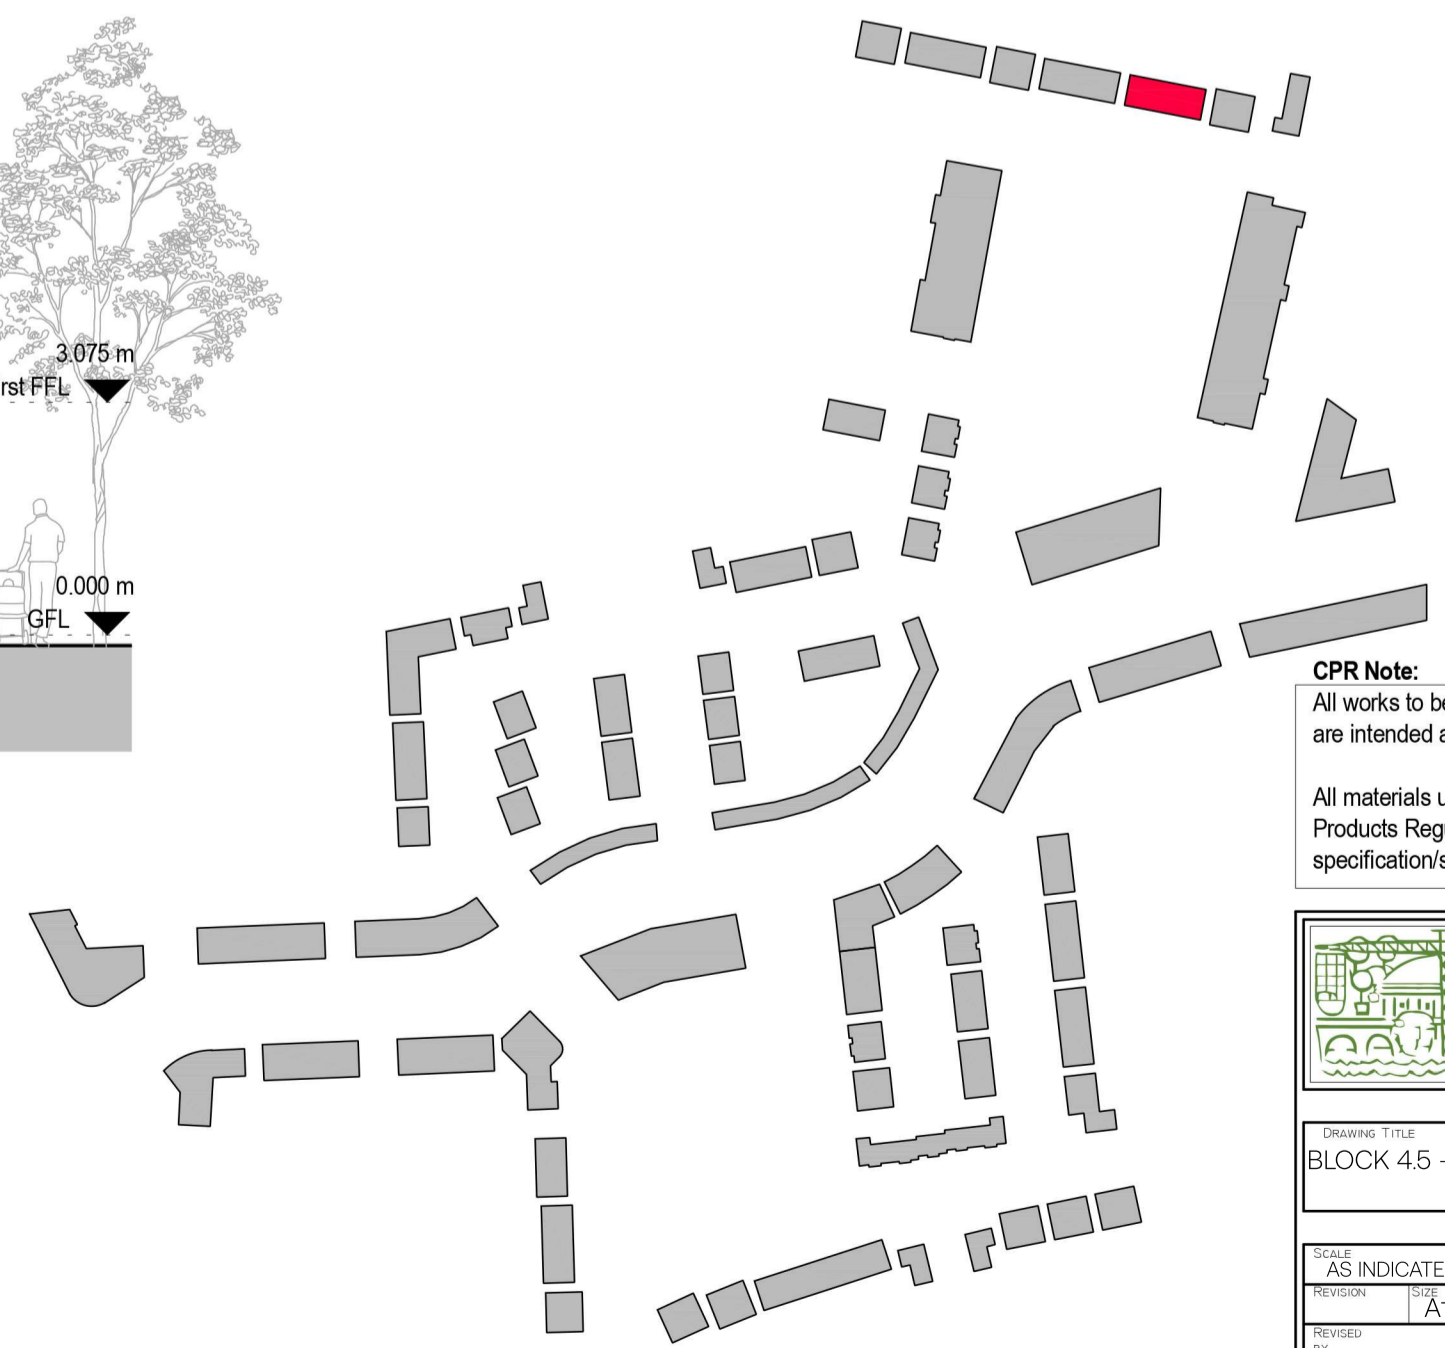 3.075 m
rst FFL
0.000 m
GFL
CPR Note:
All works to be
are intended a
All materials u
Products Regu
specification/s
DRAWING TITLE
BLOCK 4.5 -
SCALE
AS INDICATE
REVISION
SIZE
A
REVISED
BY